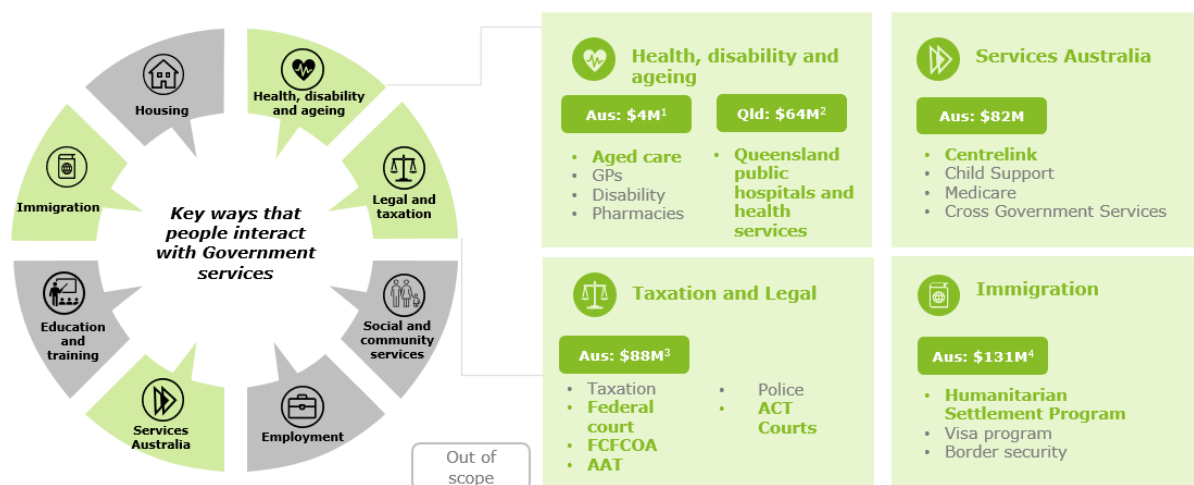 Housing
Health, disability
and ageing
Legal and
taxation
Social and
community
services
Employment
Services
Australia
Education
and
training
Immigration
Key ways that
people interact
with Government
services
Out of
scope
Health, disability and
ageing
Aus: $4M¹
• Aged care
• GPs
• Disability
• Pharmacies
Qld: $64M²
• Queensland
public
hospitals and
health
services
Services Australia
Aus: $82M
• Centrelink
• Child Support
• Medicare
• Cross Government Services
Taxation and Legal
Aus: $88M³
• Taxation
• Federal
court
• FCFCOA
• AAT
• Police
• ACT
Courts
Immigration
Aus: $131M⁴
• Humanitarian
Settlement Program
• Visa program
• Border security